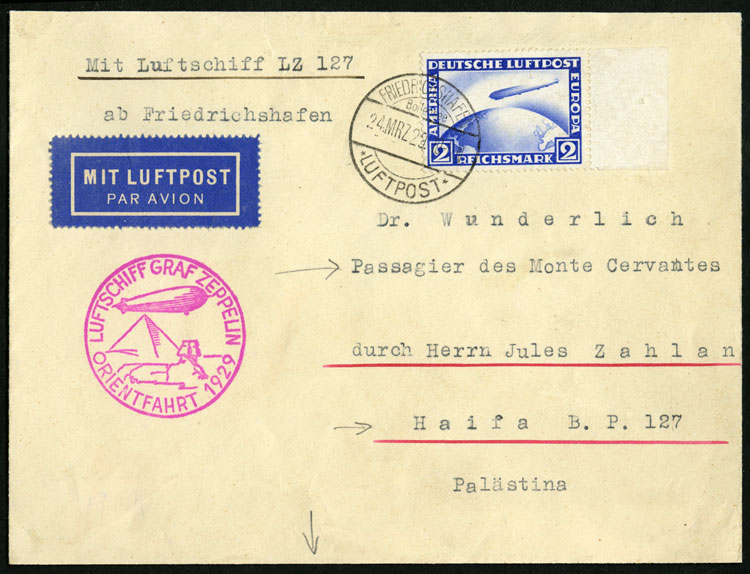 Mit Luftschiff LZ 127
ab Friedrichshafen
MIT LUFTPOST
PAR AVION
FRIEDRICHSHAFEN
24.MRZ.29
*LUFTPOST*
DEUTSCHE LUFTPOST
AMERIKA
EUROPA
2 REICHSMARK 2
Dr. Wunderlich
Passagier des Monte Cervantes
durch Herrn Jules Zahlan
Haifa B.P. 127
Palästina
LUFTSCHIFF GRAF ZEPPELIN
ORIENTFAHRT 1929